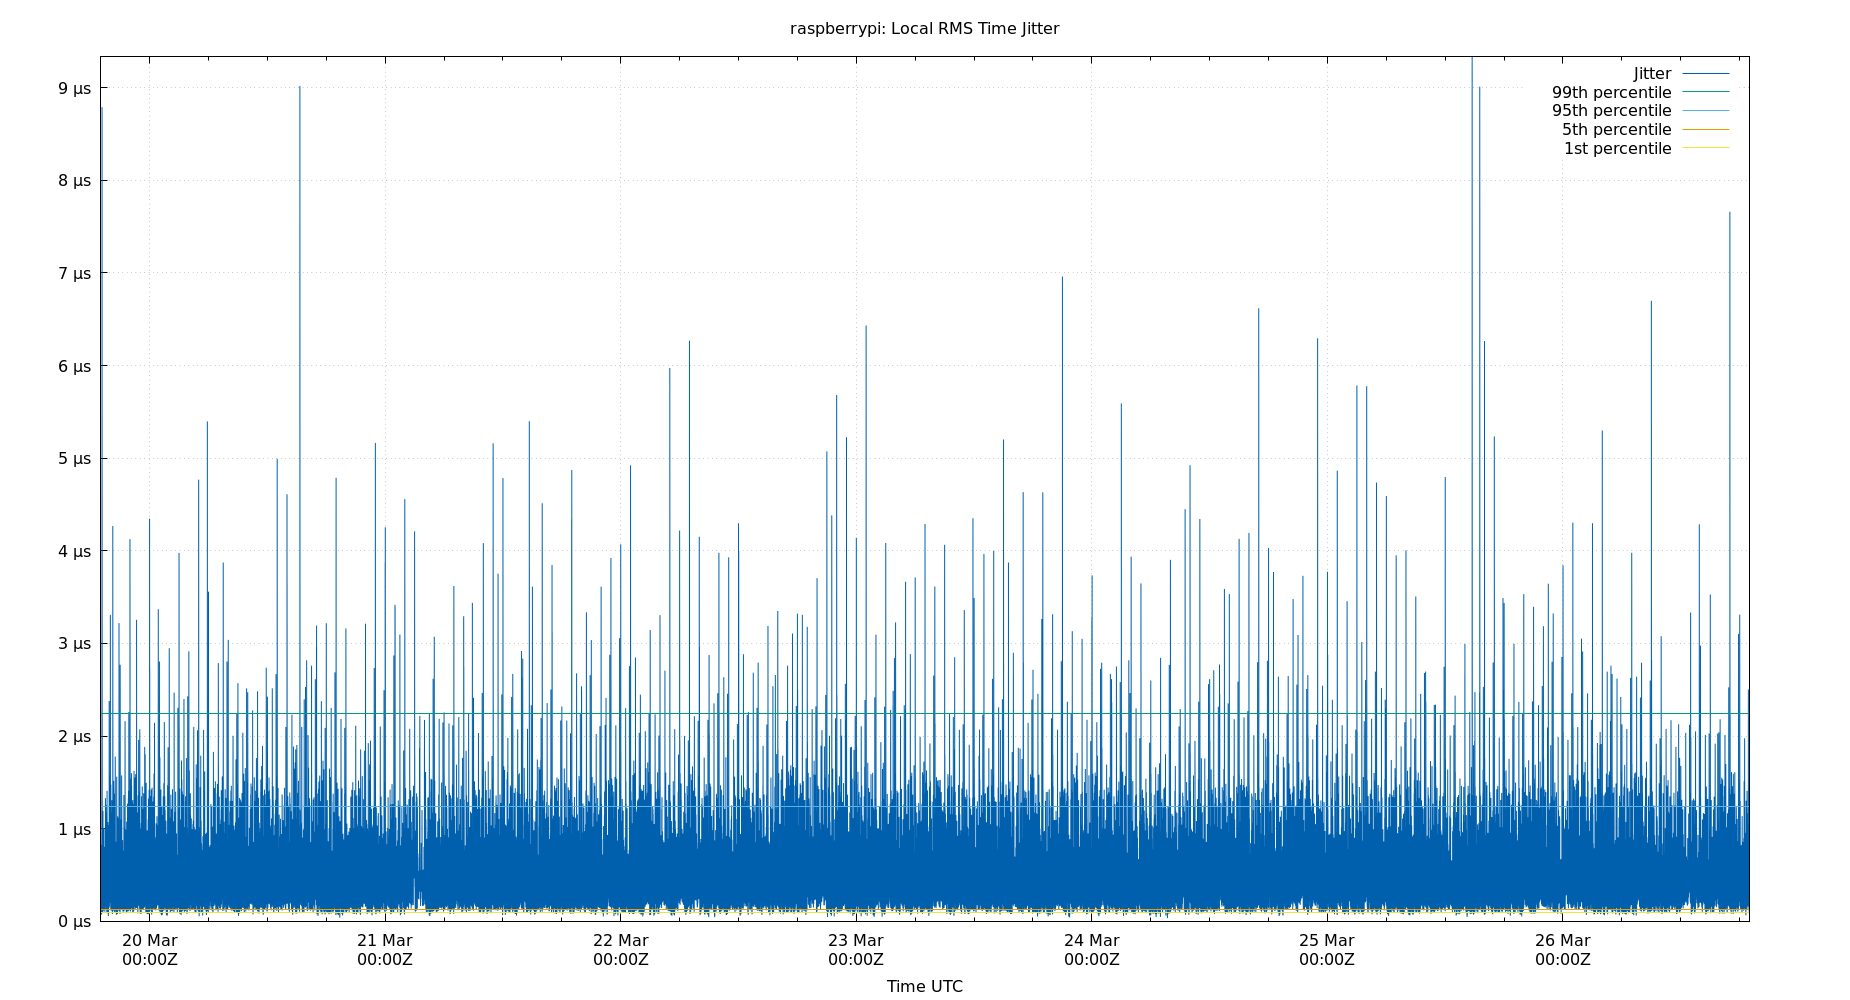 raspberrypi: Local RMS Time Jitter
Jitter
99th percentile
95th percentile
5th percentile
1st percentile
9 µs
8 µs
7 µs
6 µs
5 µs
4 µs
3 µs
2 µs
1 µs
0 µs
20 Mar 21 Mar 22 Mar 23 Mar 24 Mar 25 Mar 26 Mar
00:00Z 00:00Z 00:00Z 00:00Z 00:00Z 00:00Z 00:00Z
Time UTC